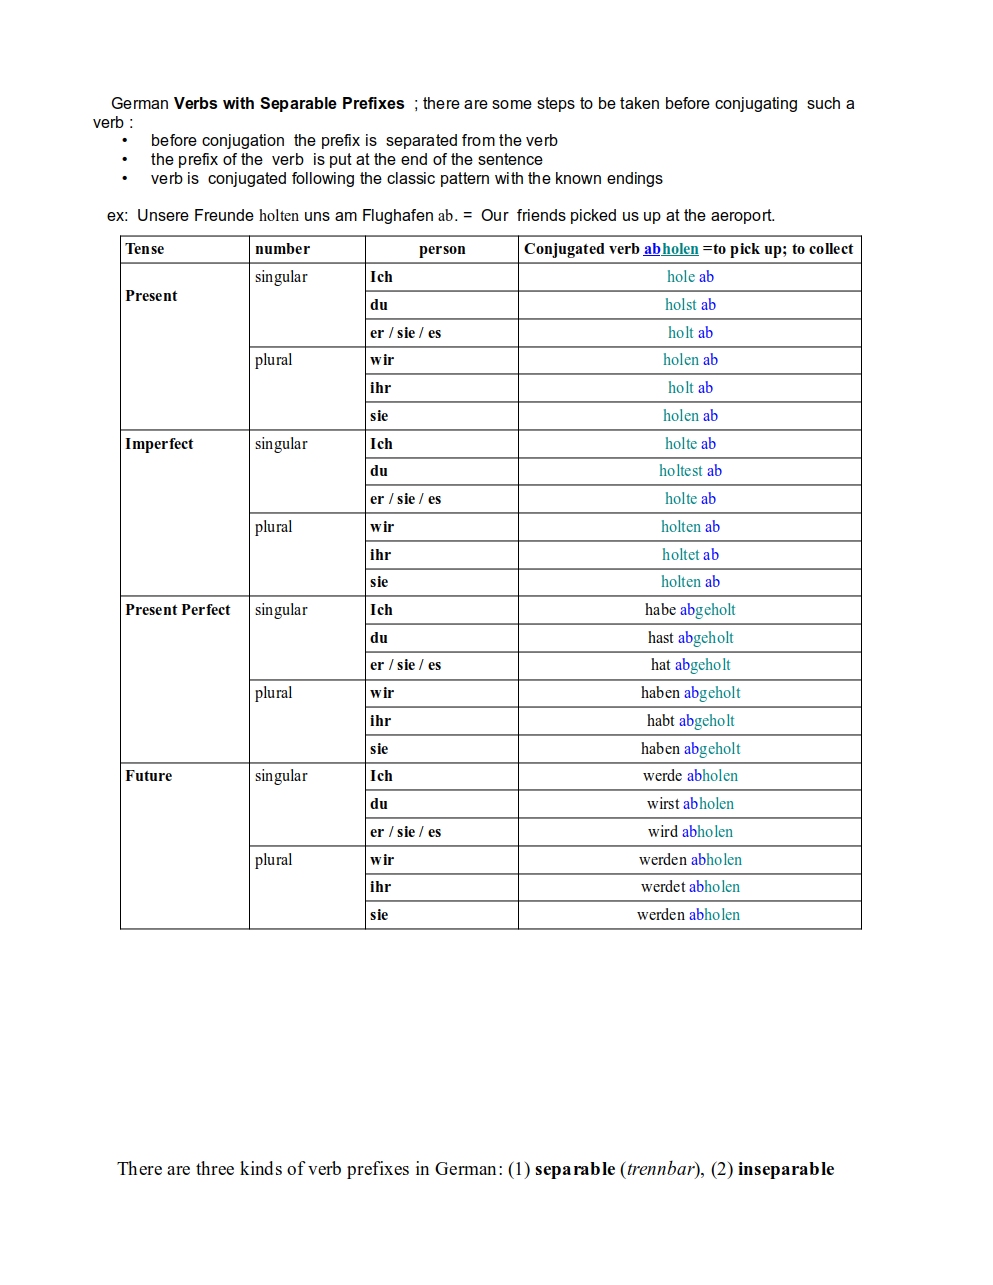 German Verbs with Separable Prefixes ; there are some steps to be taken before conjugating such a
verb :
• before conjugation the prefix is separated from the verb
• the prefix of the verb is put at the end of the sentence
• verb is conjugated following the classic pattern with the known endings
ex: Unsere Freunde holten uns am Flughafen ab. = Our friends picked us up at the aeroport.
Tense number person Conjugated verb abholen =to pick up; to collect
Present singular Ich hole ab
du holst ab
er / sie / es holt ab
plural wir holen ab
ihr holt ab
sie holen ab
Imperfect singular Ich holte ab
du holtest ab
er / sie / es holte ab
plural wir holten ab
ihr holtet ab
sie holten ab
Present Perfect singular Ich habe abgeholt
du hast abgeholt
er / sie / es hat abgeholt
plural wir haben abgeholt
ihr habt abgeholt
sie haben abgeholt
Future singular Ich werde abholen
du wirst abholen
er / sie / es wird abholen
plural wir werden abholen
ihr werdet abholen
sie werden abholen
There are three kinds of verb prefixes in German: (1) separable (trennbar), (2) inseparable